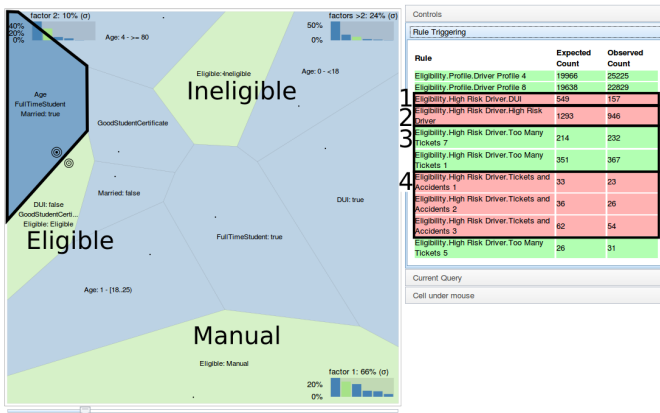 factor 2: 10% (σ)
40%
20%
0%
Age: 4 - >= 80
factors >2: 24% (σ)
50%
0%
Eligible: Ineligible
Ineligible
Age: 0 - <18
Age
FullTimeStudent
Married: true
GoodStudentCertificate
Married: false
DUI: true
DUI: false
GoodStudentCerti...
Eligible: Eligible
Eligible
FullTimeStudent: true
Age: 1 - [18..25)
Manual
Eligible: Manual
factor 1: 66% (σ)
20%
0%
Controls
Rule Triggering
Rule
Expected Count
Observed Count
Eligibility.Profile.Driver Profile 4 19966 25225
Eligibility.Profile.Driver Profile 8 19638 22829
1 Eligibility.High Risk Driver.DUI 549 157
2 Eligibility.High Risk Driver.High Risk
Driver 1293 946
3 Eligibility.High Risk Driver.Too Many
Tickets 7 214 232
Eligibility.High Risk Driver.Too Many
Tickets 1 351 367
4 Eligibility.High Risk Driver.Tickets and
Accidents 1 33 23
Eligibility.High Risk Driver.Tickets and
Accidents 2 36 26
Eligibility.High Risk Driver.Tickets and
Accidents 3 62 54
Eligibility.High Risk Driver.Too Many
Tickets 5 26 31
Current Query
Cell under mouse